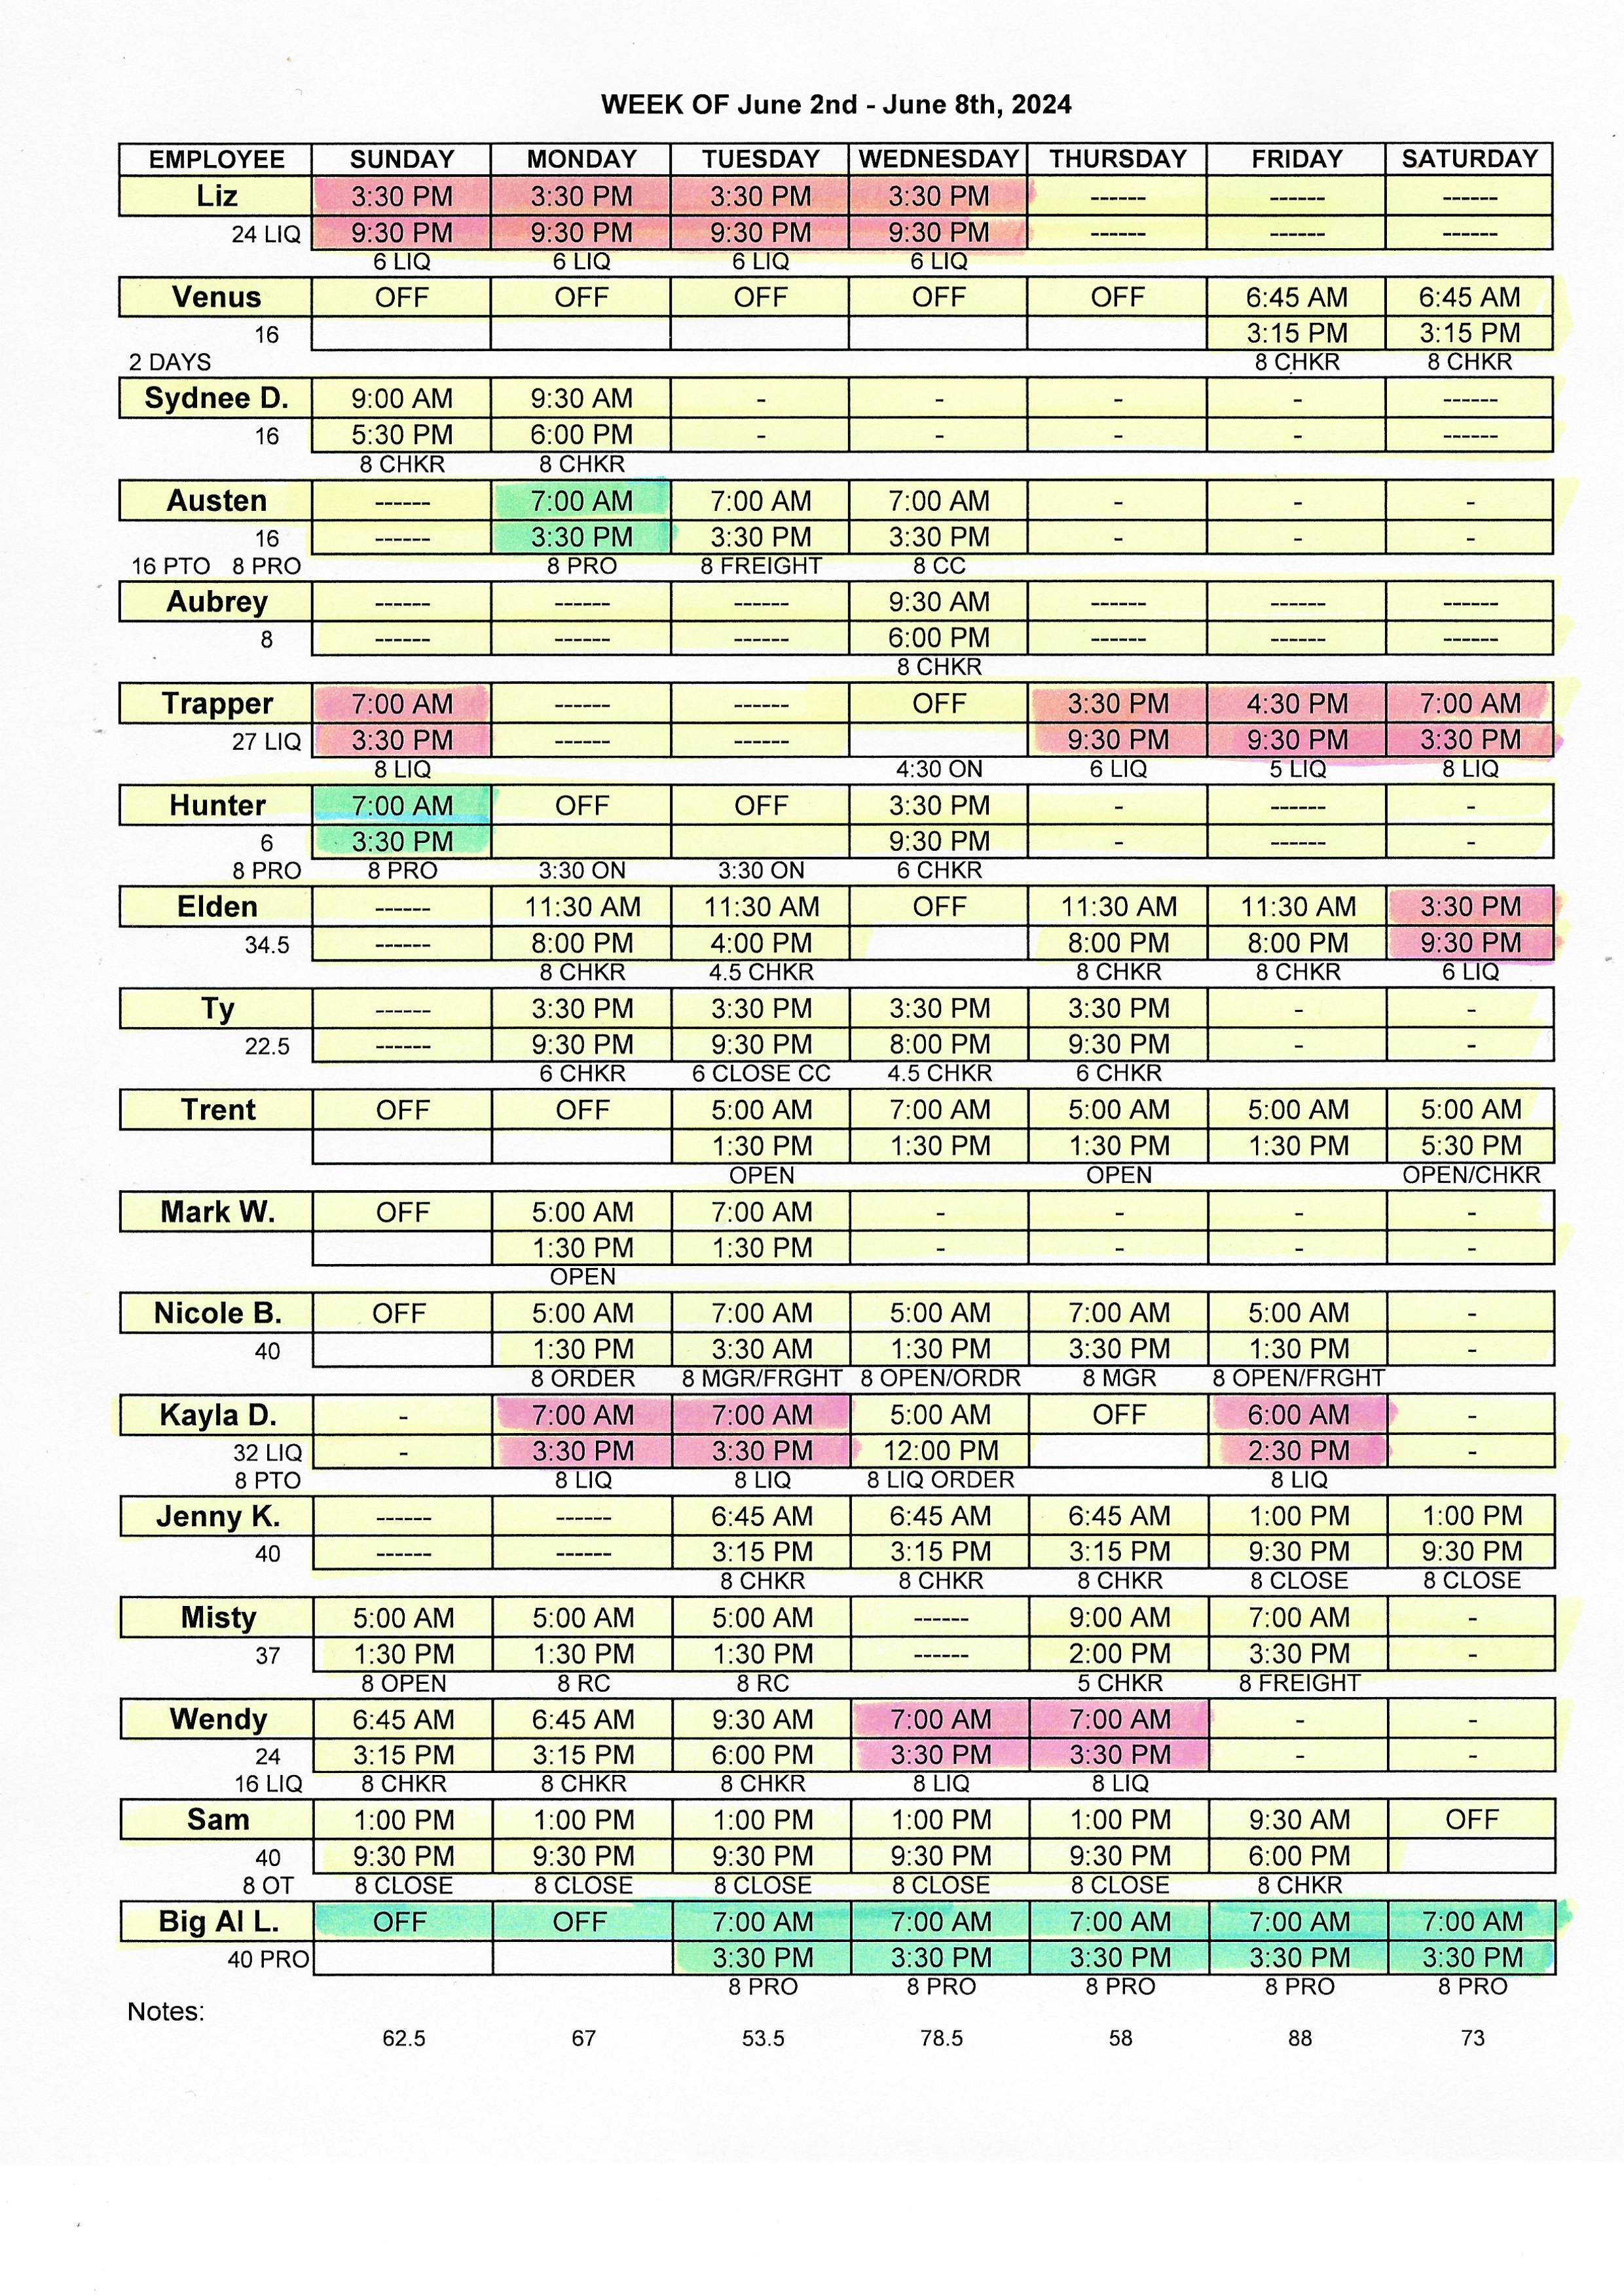 WEEK OF June 2nd - June 8th, 2024
EMPLOYEE SUNDAY MONDAY TUESDAY WEDNESDAY THURSDAY FRIDAY SATURDAY
Liz 3:30 PM 3:30 PM 3:30 PM 3:30 PM ------ ------ ------
24 LIQ 9:30 PM 9:30 PM 9:30 PM 9:30 PM ------ ------ ------
6 LIQ 6 LIQ 6 LIQ 6 LIQ
Venus OFF OFF OFF OFF OFF 6:45 AM 6:45 AM
16 3:15 PM 3:15 PM
2 DAYS 8 CHKR 8 CHKR
Sydnee D. 9:00 AM 9:30 AM - - - - ------
16 5:30 PM 6:00 PM - - - - ------
8 CHKR 8 CHKR
Austen ------ 7:00 AM 7:00 AM 7:00 AM - - -
16 ------ 3:30 PM 3:30 PM 3:30 PM - - -
16 PTO 8 PRO 8 PRO 8 FREIGHT 8 CC
Aubrey ------ ------ ------ 9:30 AM ------ ------ ------
8 ------ ------ ------ 6:00 PM ------ ------ ------
8 CHKR
Trapper 7:00 AM ------ ------ OFF 3:30 PM 4:30 PM 7:00 AM
27 LIQ 3:30 PM ------ ------ 9:30 PM 9:30 PM 3:30 PM
8 LIQ 4:30 ON 6 LIQ 5 LIQ 8 LIQ
Hunter 7:00 AM OFF OFF 3:30 PM - ------ -
6 3:30 PM 9:30 PM - ------ -
8 PRO 8 PRO 3:30 ON 3:30 ON 6 CHKR
Elden ------ 11:30 AM 11:30 AM OFF 11:30 AM 11:30 AM 3:30 PM
34.5 ------ 8:00 PM 4:00 PM 8:00 PM 8:00 PM 9:30 PM
8 CHKR 4.5 CHKR 8 CHKR 8 CHKR 6 LIQ
Ty ------ 3:30 PM 3:30 PM 3:30 PM 3:30 PM - -
22.5 ------ 9:30 PM 9:30 PM 8:00 PM 9:30 PM - -
6 CHKR 6 CLOSE CC 4.5 CHKR 6 CHKR
Trent OFF OFF 5:00 AM 7:00 AM 5:00 AM 5:00 AM 5:00 AM
1:30 PM 1:30 PM 1:30 PM 1:30 PM 5:30 PM
OPEN OPEN OPEN/CHKR
Mark W. OFF 5:00 AM 7:00 AM - - - -
1:30 PM 1:30 PM - - - -
OPEN
Nicole B. OFF 5:00 AM 7:00 AM 5:00 AM 7:00 AM 5:00 AM -
40 1:30 PM 3:30 AM 1:30 PM 3:30 PM 1:30 PM -
8 ORDER 8 MGR/FRGHT 8 OPEN/ORDR 8 MGR 8 OPEN/FRGHT
Kayla D. - 7:00 AM 7:00 AM 5:00 AM OFF 6:00 AM -
32 LIQ - 3:30 PM 3:30 PM 12:00 PM 2:30 PM -
8 PTO 8 LIQ 8 LIQ 8 LIQ ORDER 8 LIQ
Jenny K. ------ ------ 6:45 AM 6:45 AM 6:45 AM 1:00 PM 1:00 PM
40 ------ ------ 3:15 PM 3:15 PM 3:15 PM 9:30 PM 9:30 PM
8 CHKR 8 CHKR 8 CHKR 8 CLOSE 8 CLOSE
Misty 5:00 AM 5:00 AM 5:00 AM ------ 9:00 AM 7:00 AM -
37 1:30 PM 1:30 PM 1:30 PM ------ 2:00 PM 3:30 PM -
8 OPEN 8 RC 8 RC 5 CHKR 8 FREIGHT
Wendy 6:45 AM 6:45 AM 9:30 AM 7:00 AM 7:00 AM - -
24 3:15 PM 3:15 PM 6:00 PM 3:30 PM 3:30 PM - -
16 LIQ 8 CHKR 8 CHKR 8 CHKR 8 LIQ 8 LIQ
Sam 1:00 PM 1:00 PM 1:00 PM 1:00 PM 1:00 PM 9:30 AM OFF
40 9:30 PM 9:30 PM 9:30 PM 9:30 PM 9:30 PM 6:00 PM
8 OT 8 CLOSE 8 CLOSE 8 CLOSE 8 CLOSE 8 CLOSE 8 CHKR
Big Al L. OFF OFF 7:00 AM 7:00 AM 7:00 AM 7:00 AM 7:00 AM
40 PRO 3:30 PM 3:30 PM 3:30 PM 3:30 PM 3:30 PM
8 PRO 8 PRO 8 PRO 8 PRO 8 PRO
Notes:
62.5 67 53.5 78.5 58 88 73